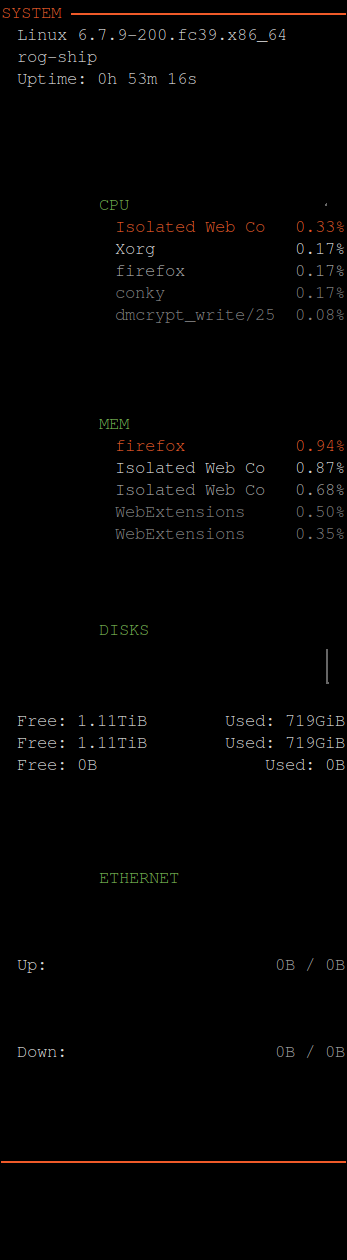 SYSTEM
Linux 6.7.9-200.fc39.x86_64
rog-ship
Uptime: 0h 53m 16s
CPU
Isolated Web Co 0.33%
Xorg 0.17%
firefox 0.17%
conky 0.17%
dmcrypt_write/25 0.08%
MEM
firefox 0.94%
Isolated Web Co 0.87%
Isolated Web Co 0.68%
WebExtensions 0.50%
WebExtensions 0.35%
DISKS
Free: 1.11TiB Used: 719GiB
Free: 1.11TiB Used: 719GiB
Free: 0B Used: 0B
ETHERNET
Up: 0B / 0B
Down: 0B / 0B